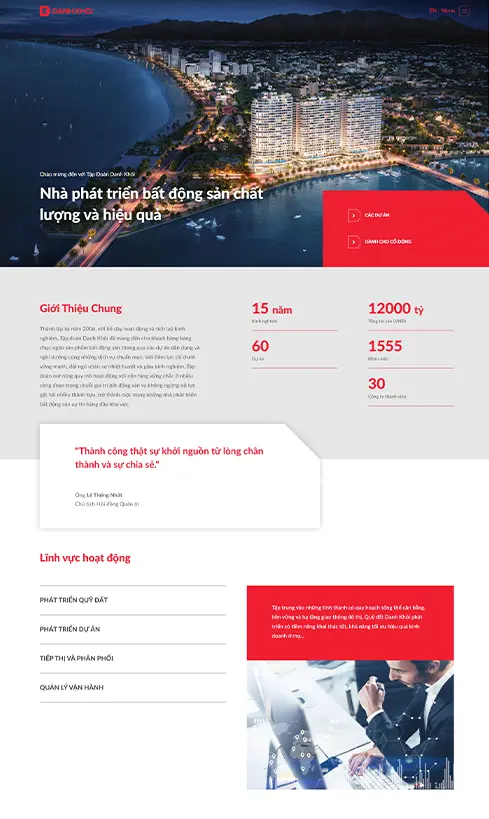 DANH KHÔI
EN Menu
Chào mừng đến với Tập Đoàn Danh Khôi
Nhà phát triển bất động sản chất
lượng và hiệu quả
CÁC DỰ ÁN
DÀNH CHO CỔ ĐÔNG
Giới Thiệu Chung
Thành lập từ năm 2006, với bề dày hoạt động và tích luỹ kinh
nghiệm, Tập đoàn Danh Khôi đã mang đến cho khách hàng hàng
chục ngàn sản phẩm bất động sản thông qua các dự án dân dụng và
nghỉ dưỡng cùng những dịch vụ chuẩn mực. Với tiềm lực tài chính
vững mạnh, đội ngũ nhân sự nhiệt huyết và giàu kinh nghiệm, Tập
đoàn mở rộng quy mô hoạt động với nền tảng vững chắc ở nhiều
công đoạn trong chuỗi giá trị bất động sản và không ngừng nỗ lực
gặt hái nhiều thành tựu, trở thành một trong những nhà phát triển
bất động sản uy tín hàng đầu khu vực.
15 năm
Kinh nghiệm
60
Dự án
12000 tỷ
Tổng tài sản (VNĐ)
1555
Nhân viên
30
Công ty thành viên
"Thành công thật sự khởi nguồn từ lòng chân
thành và sự chia sẻ."
Ông Lê Thống Nhất
Chủ tịch Hội đồng Quản trị
Lĩnh vực hoạt động
PHÁT TRIỂN QUỸ ĐẤT
PHÁT TRIỂN DỰ ÁN
TIẾP THỊ VÀ PHÂN PHỐI
QUẢN LÝ VẬN HÀNH
Tập trung vào những tỉnh thành có quy hoạch tổng thể cân bằng,
bền vững và hạ tầng giao thông đô thị. Quỹ đất Danh Khôi phát
triển có tiềm năng khai thác tốt, khả năng tối ưu hiệu quả kinh
doanh ở mọ...